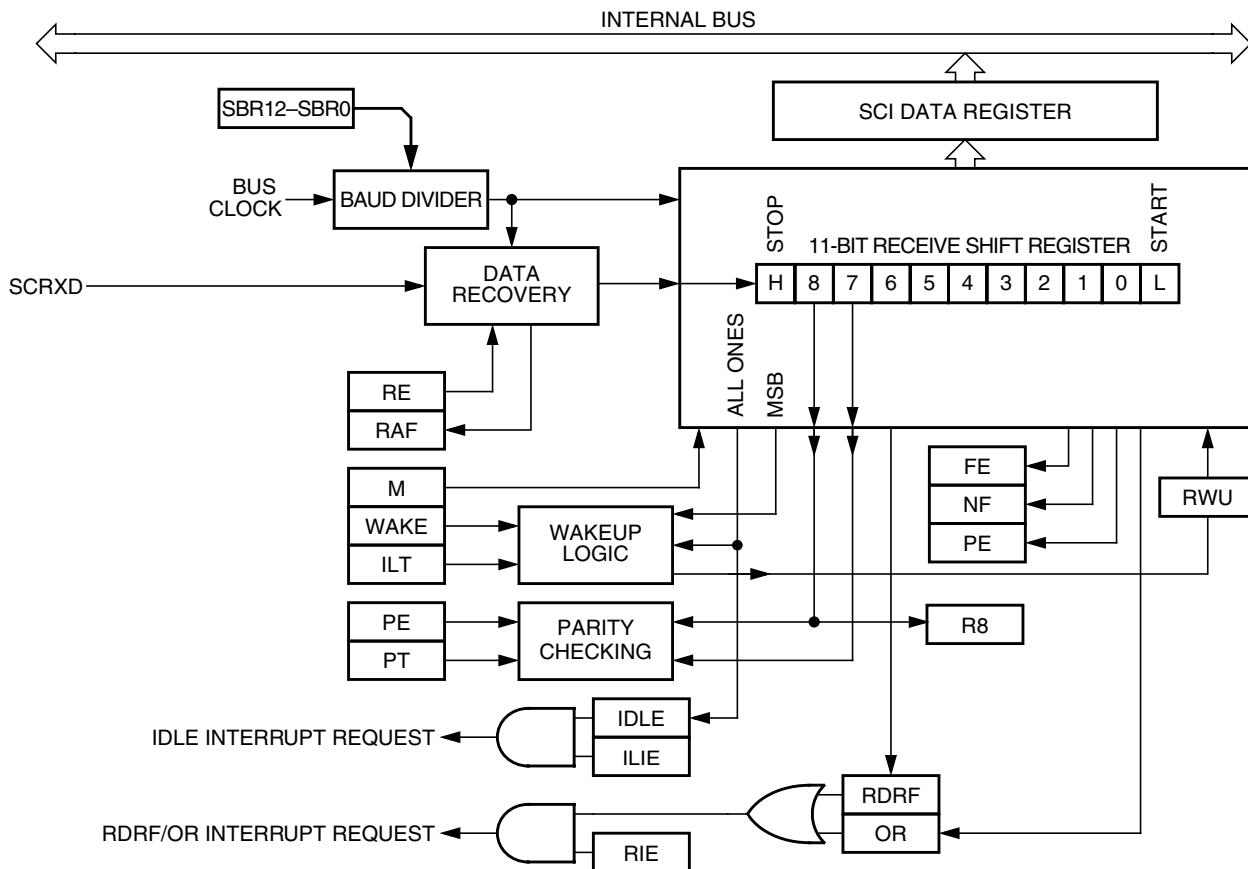 INTERNAL BUS
SBR12–SBR0
SCI DATA REGISTER
BUS
CLOCK
BAUD DIVIDER
STOP
11-BIT RECEIVE SHIFT REGISTER
START
SCRXD
DATA
RECOVERY
H 8 7 6 5 4 3 2 1 0 L
ALL ONES
MSB
RE
RAF
M
WAKE
ILT
WAKEUP
LOGIC
FE
NF
PE
RWU
PE
PT
PARITY
CHECKING
R8
IDLE INTERRUPT REQUEST
IDLE
ILIE
RDRF/OR INTERRUPT REQUEST
RDRF
OR
RIE